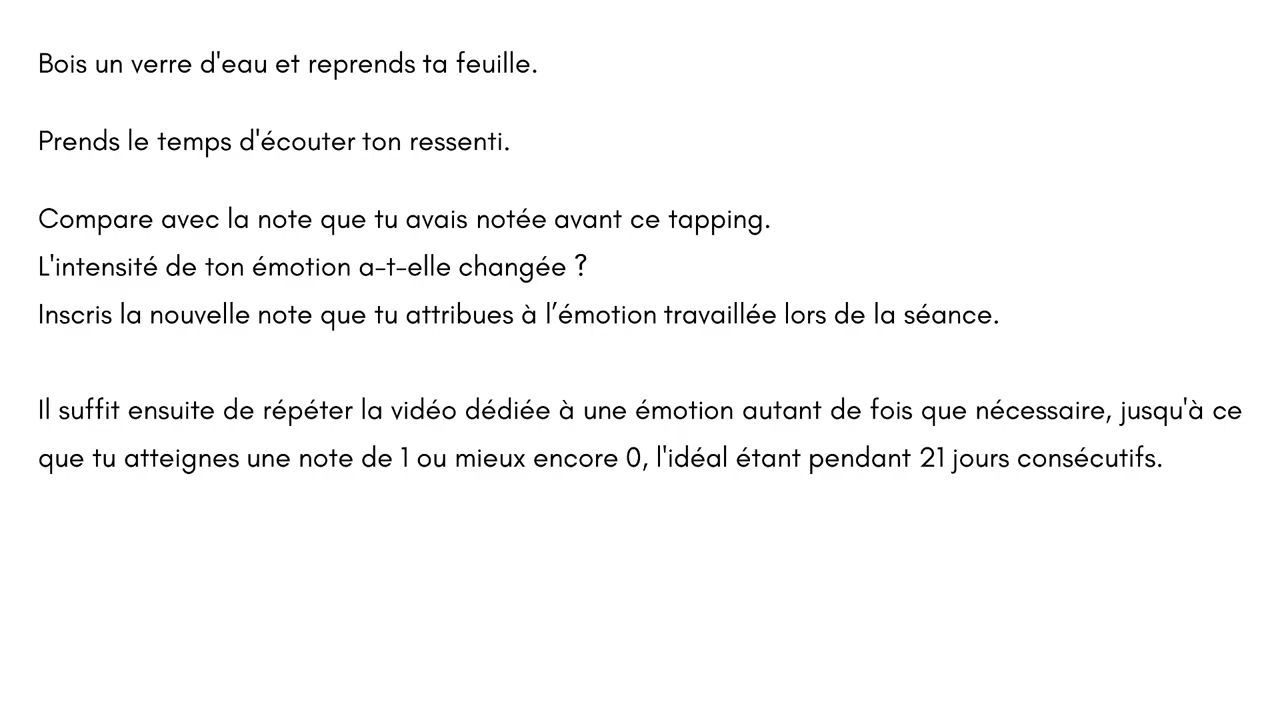 Bois un verre d'eau et reprends ta feuille.
Prends le temps d'écouter ton ressenti.
Compare avec la note que tu avais notée avant ce tapping.
L'intensité de ton émotion a-t-elle changée ?
Inscris la nouvelle note que tu attribues à l’émotion travaillée lors de la séance.
Il suffit ensuite de répéter la vidéo dédiée à une émotion autant de fois que nécessaire, jusqu'à ce
que tu atteignes une note de 1 ou mieux encore 0, l'idéal étant pendant 21 jours consécutifs.